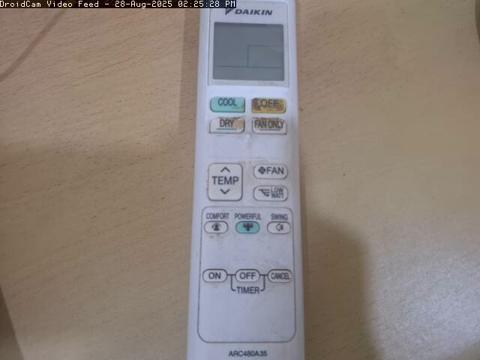 DroidCam Video Feed - 28-Aug-2025 02:25:28 PM
DAIKIN
COOL OFF
DRY FAN ONLY
TEMP
FAN
LOW WATT
COMFORT POWERFUL SWING
ON OFF CANCEL
TIMER
ARC480A35